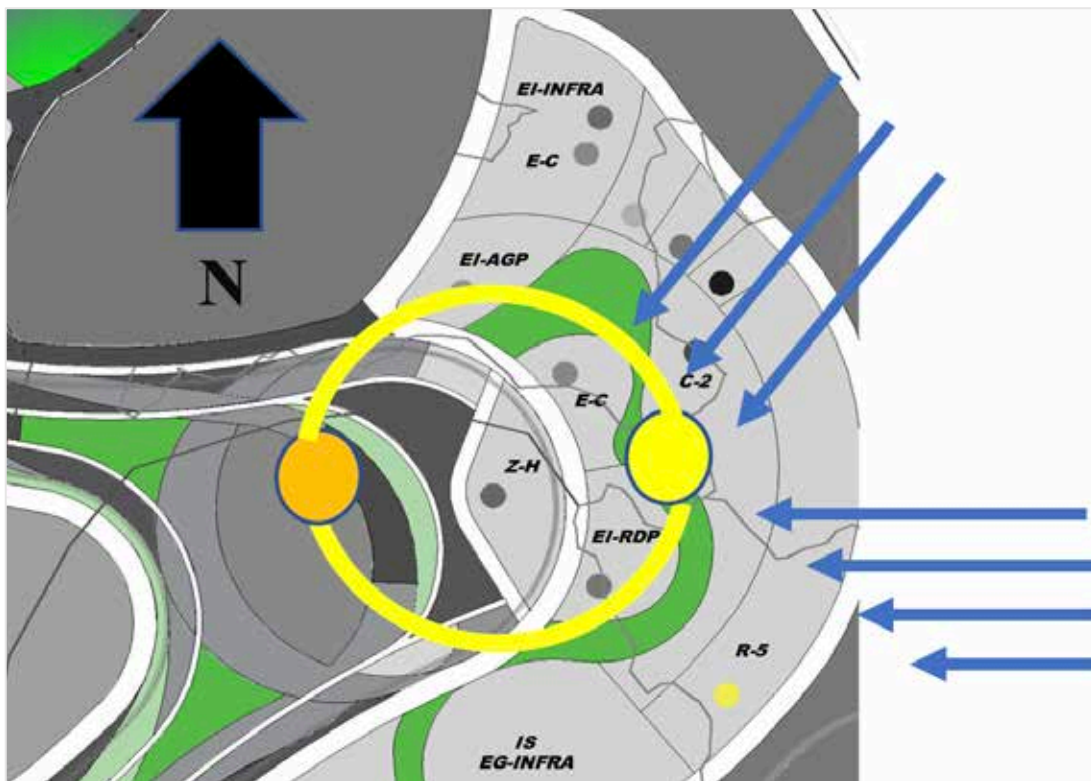 EI-INFRA
E-C
EI-AGP
N
C-2
E-C
Z-H
EI-RDP
R-5
IS
EG-INFRA